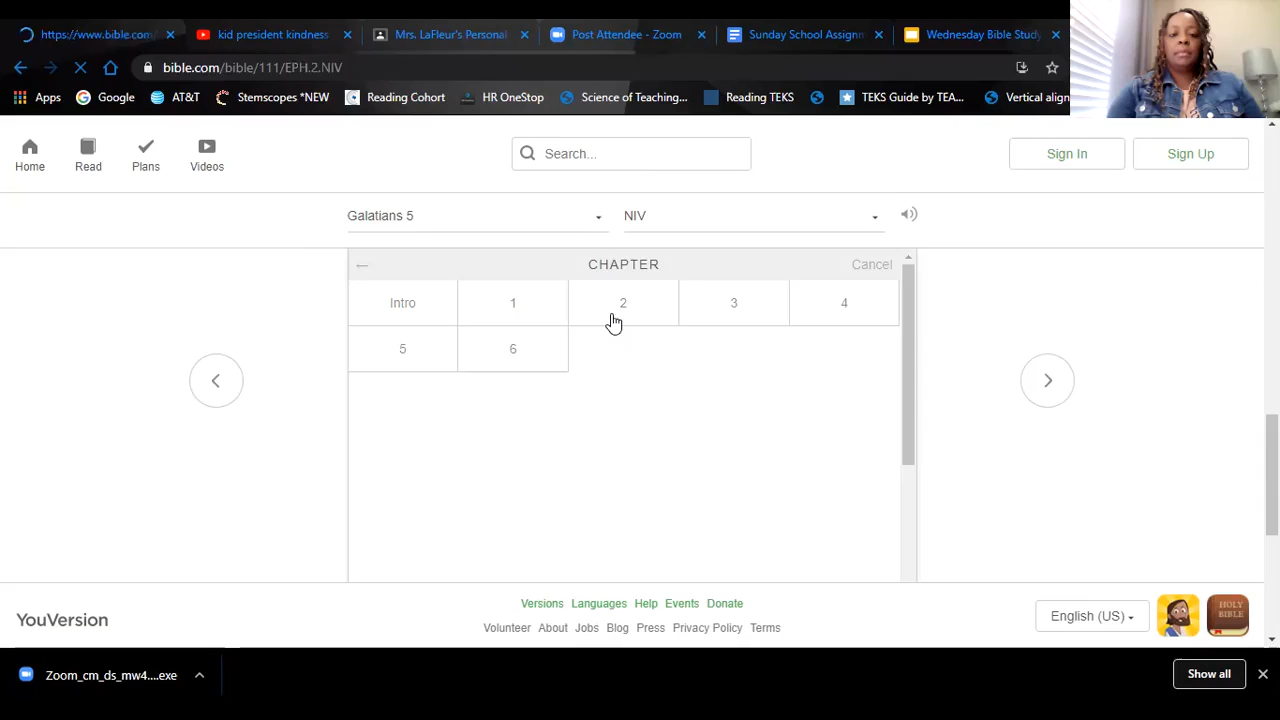 https://www.bible.com/
kid president kindness
Mrs. LaFleur's Personal
Post Attendee - Zoom
Sunday School Assignm
Wednesday Bible Study
bible.com/bible/111/EPH.2.NIV
Apps
Google
AT&T
Stemscopes *NEW
Reading Cohort
HR OneStop
Science of Teaching...
Reading TEKS
TEKS Guide by TEA...
Vertical align
Home
Read
Plans
Videos
Search...
Sign In
Sign Up
Galatians 5
NIV
CHAPTER
Cancel
Intro 1 2 3 4
5 6
YouVersion
Versions Languages Help Events Donate
Volunteer About Jobs Blog Press Privacy Policy Terms
English (US)
HOLY
BIBLE
Zoom_cm_ds_mw4....exe
Show all